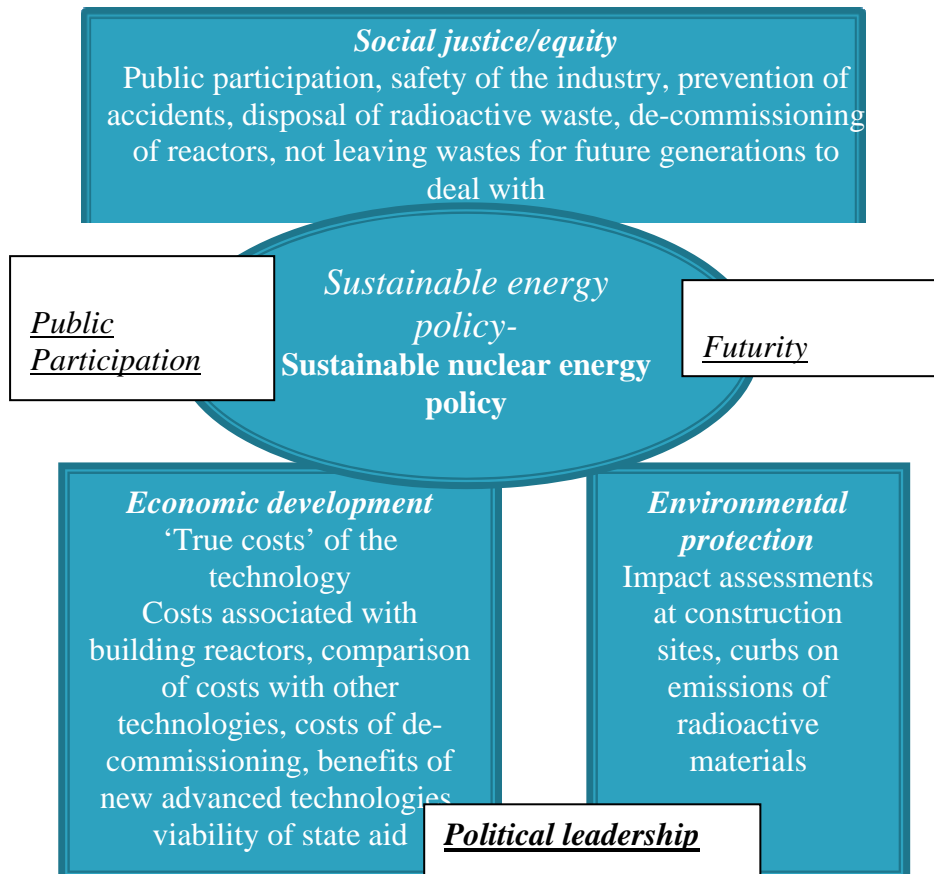 Social justice/equity
Public participation, safety of the industry, prevention of
accidents, disposal of radioactive waste, de-commissioning
of reactors, not leaving wastes for future generations to
deal with
Public
Participation
Sustainable energy
policy-
Sustainable nuclear energy
policy
Futurity
Economic development
‘True costs’ of the
technology
Costs associated with
building reactors, comparison
of costs with other
technologies, costs of de-
commissioning, benefits of
new advanced technologies
viability of state aid
Environmental
protection
Impact assessments
at construction
sites, curbs on
emissions of
radioactive
materials
Political leadership